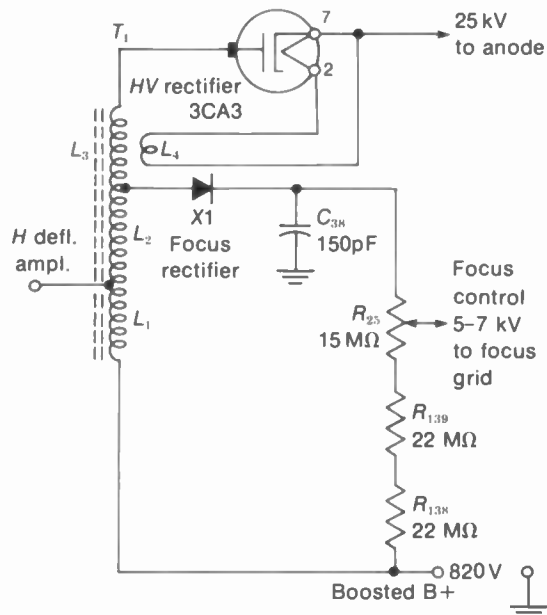 T₁
7
25 kV
to anode
2
HV rectifier
3CA3
L₃
L₄
X1
Focus
rectifier
C₃₈
150pF
H defl.
ampl.
L₂
L₁
R₂₅
15 MΩ
Focus
control
5–7 kV
to focus
grid
R₁₃₉
22 MΩ
R₁₃₈
22 MΩ
820 V
Boosted B+